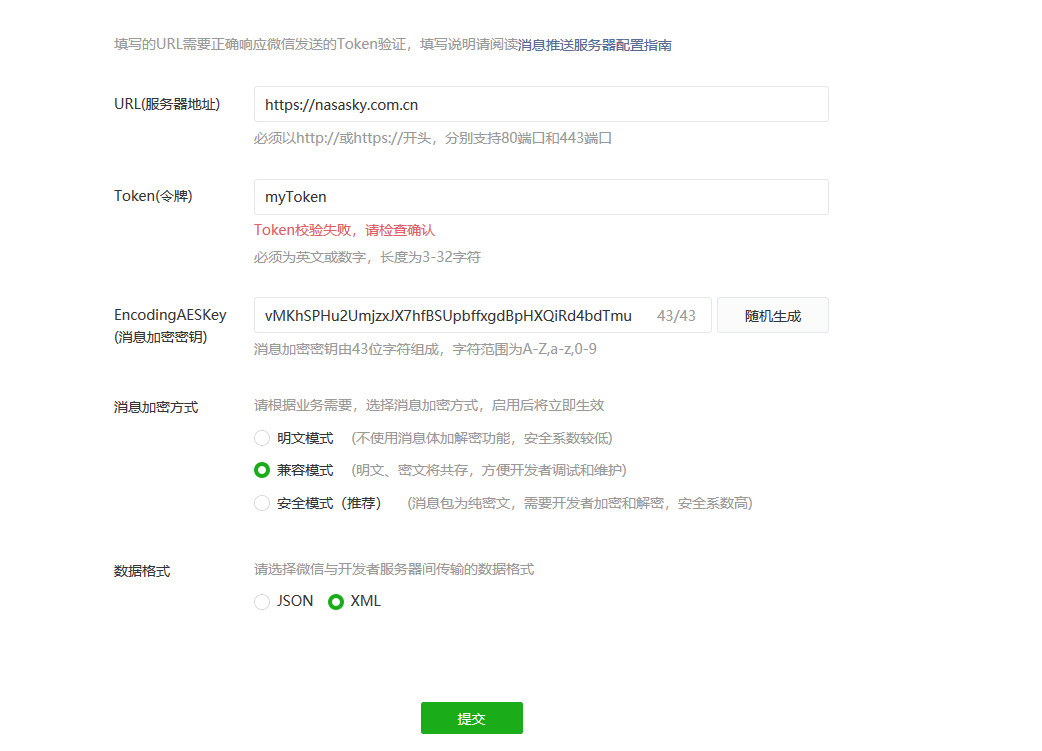 填写的URL需要正确响应微信发送的Token验证，填写说明请阅读消息推送服务器配置指南
URL(服务器地址)
https://nasasky.com.cn
必须以http://或https://开头，分别支持80端口和443端口
Token(令牌)
myToken
Token校验失败，请检查确认
必须为英文或数字，长度为3-32字符
EncodingAESKey
(消息加密密钥)
vMKhSPHu2UmjzxJX7hfBSUpbffxgdBpHXQiRd4bdTmu 43/43 随机生成
消息加密密钥由43位字符组成，字符范围为A-Z,a-z,0-9
消息加密方式
请根据业务需要，选择消息加密方式，启用后将立即生效
明文模式 (不使用消息体加解密功能，安全系数较低)
兼容模式 (明文、密文将共存，方便开发者调试和维护)
安全模式（推荐） (消息包为纯密文，需要开发者加密和解密，安全系数高)
数据格式
请选择微信与开发者服务器间传输的数据格式
JSON XML
提交